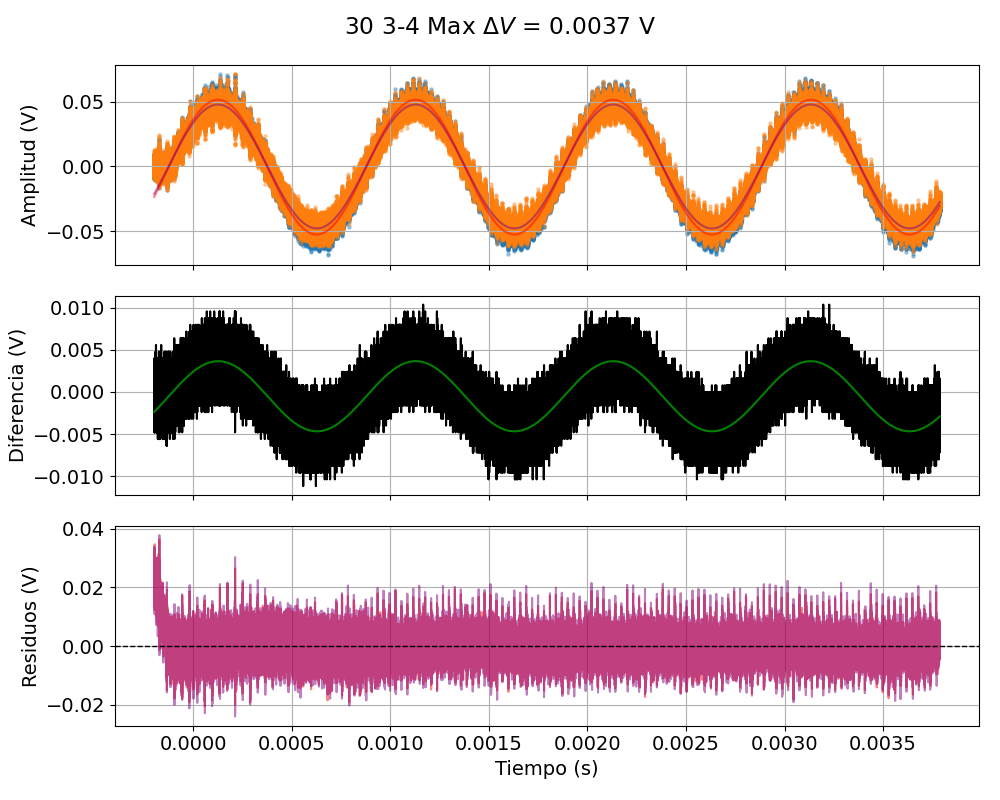 30 3-4 Max ΔV = 0.0037 V
Amplitud (V)
0.05
0.00
−0.05
Diferencia (V)
0.010
0.005
0.000
−0.005
−0.010
Residuos (V)
0.04
0.02
0.00
−0.02
0.0000 0.0005 0.0010 0.0015 0.0020 0.0025 0.0030 0.0035
Tiempo (s)